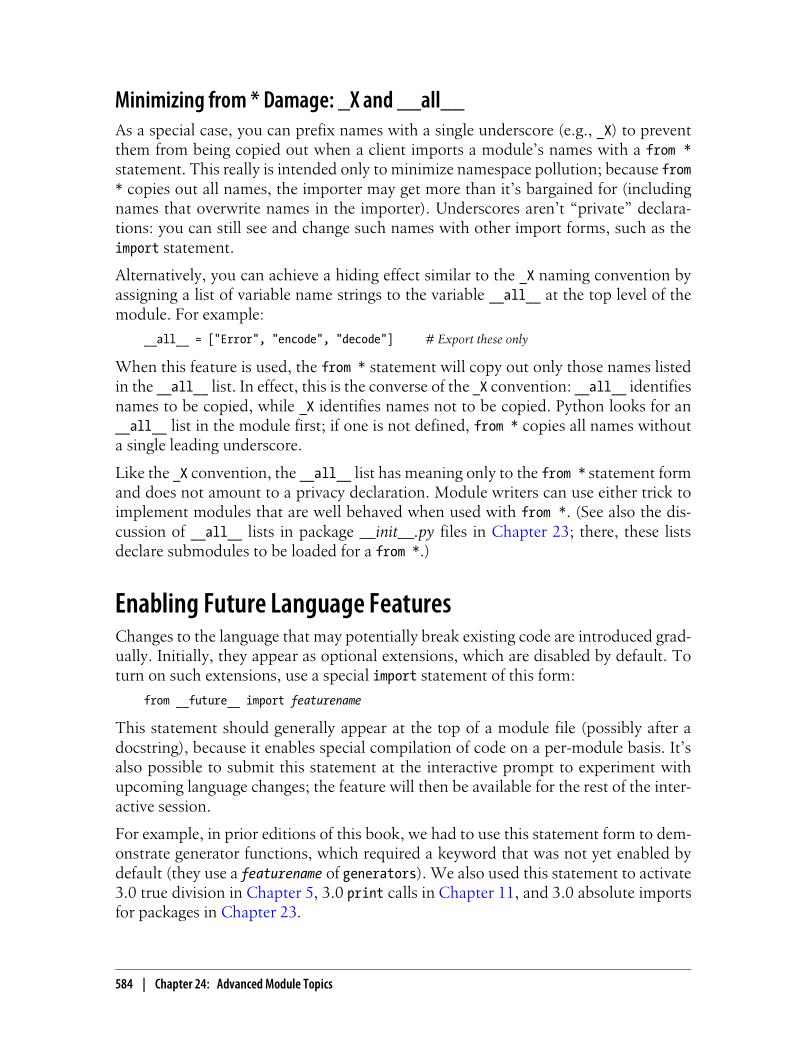 Minimizing from * Damage: _X and __all__
As a special case, you can prefix names with a single underscore (e.g., _X) to prevent
them from being copied out when a client imports a module’s names with a from *
statement. This really is intended only to minimize namespace pollution; because from
* copies out all names, the importer may get more than it’s bargained for (including
names that overwrite names in the importer). Underscores aren’t “private” declara-
tions: you can still see and change such names with other import forms, such as the
import statement.
Alternatively, you can achieve a hiding effect similar to the _X naming convention by
assigning a list of variable name strings to the variable __all__ at the top level of the
module. For example:
__all__ = ["Error", "encode", "decode"] # Export these only
When this feature is used, the from * statement will copy out only those names listed
in the __all__ list. In effect, this is the converse of the _X convention: __all__ identifies
names to be copied, while _X identifies names not to be copied. Python looks for an
__all__ list in the module first; if one is not defined, from * copies all names without
a single leading underscore.
Like the _X convention, the __all__ list has meaning only to the from * statement form
and does not amount to a privacy declaration. Module writers can use either trick to
implement modules that are well behaved when used with from *. (See also the dis-
cussion of __all__ lists in package __init__.py files in Chapter 23; there, these lists
declare submodules to be loaded for a from *.)
Enabling Future Language Features
Changes to the language that may potentially break existing code are introduced grad-
ually. Initially, they appear as optional extensions, which are disabled by default. To
turn on such extensions, use a special import statement of this form:
from __future__ import featurename
This statement should generally appear at the top of a module file (possibly after a
docstring), because it enables special compilation of code on a per-module basis. It’s
also possible to submit this statement at the interactive prompt to experiment with
upcoming language changes; the feature will then be available for the rest of the inter-
active session.
For example, in prior editions of this book, we had to use this statement form to dem-
onstrate generator functions, which required a keyword that was not yet enabled by
default (they use a featurename of generators). We also used this statement to activate
3.0 true division in Chapter 5, 3.0 print calls in Chapter 11, and 3.0 absolute imports
for packages in Chapter 23.
584 | Chapter 24: Advanced Module Topics